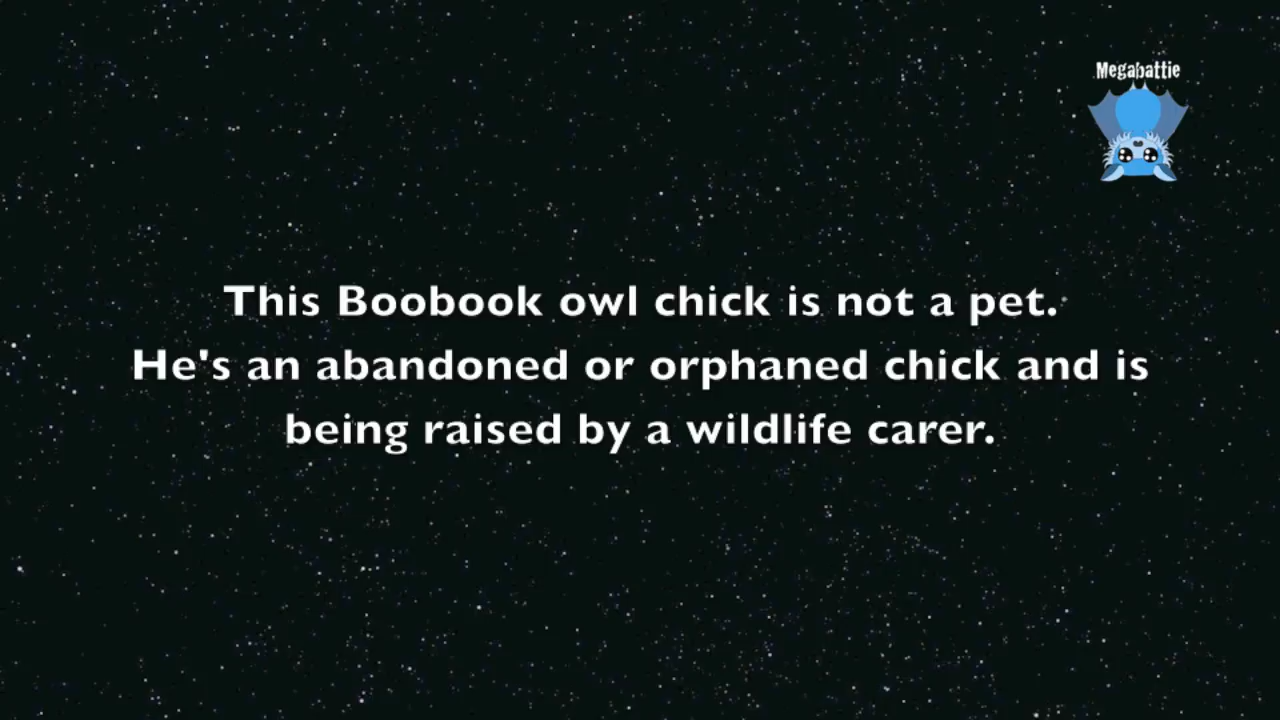 Megabattie
This Boobook owl chick is not a pet.
He's an abandoned or orphaned chick and is
being raised by a wildlife carer.